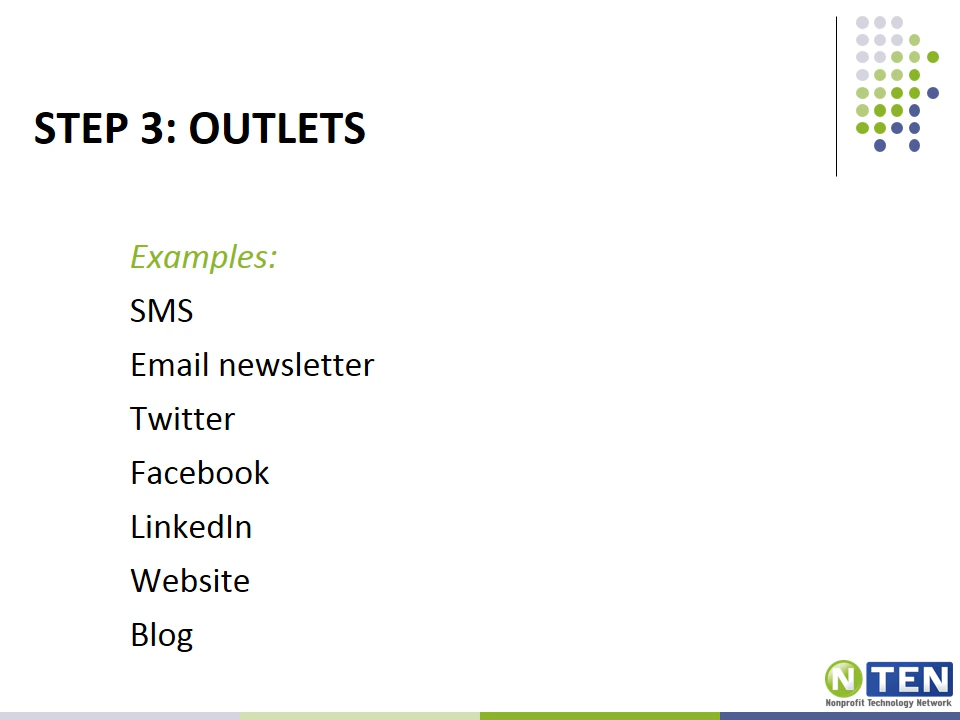 STEP 3: OUTLETS
Examples:
SMS
Email newsletter
Twitter
Facebook
LinkedIn
Website
Blog
N TEN
Nonprofit Technology Network